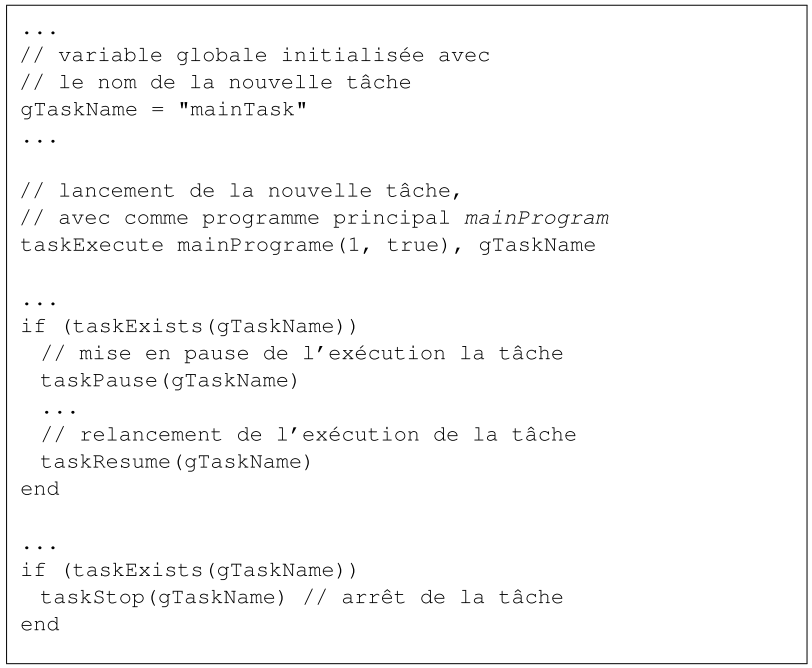 ...
// variable globale initialisée avec
// le nom de la nouvelle tâche
gTaskName = "mainTask"
...
// lancement de la nouvelle tâche,
// avec comme programme principal mainProgram
taskExecute mainPrograme(1, true), gTaskName
...
if (taskExists(gTaskName))
// mise en pause de l’exécution la tâche
taskPause(gTaskName)
...
// relancement de l’exécution de la tâche
taskResume(gTaskName)
end
...
if (taskExists(gTaskName))
taskStop(gTaskName) // arrêt de la tâche
end